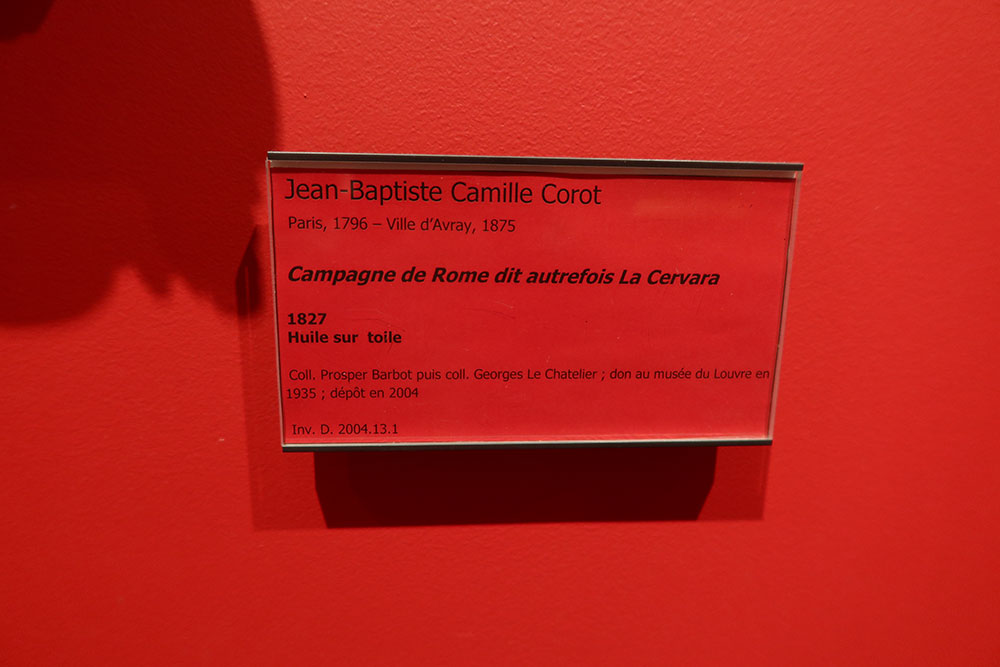 Jean-Baptiste Camille Corot
Paris, 1796 – Ville d'Avray, 1875
Campagne de Rome dit autrefois La Cervara
1827
Huile sur toile
Coll. Prosper Barbot puis coll. Georges Le Chatelier ; don au musée du Louvre en
1935 ; dépôt en 2004
Inv. D. 2004.13.1